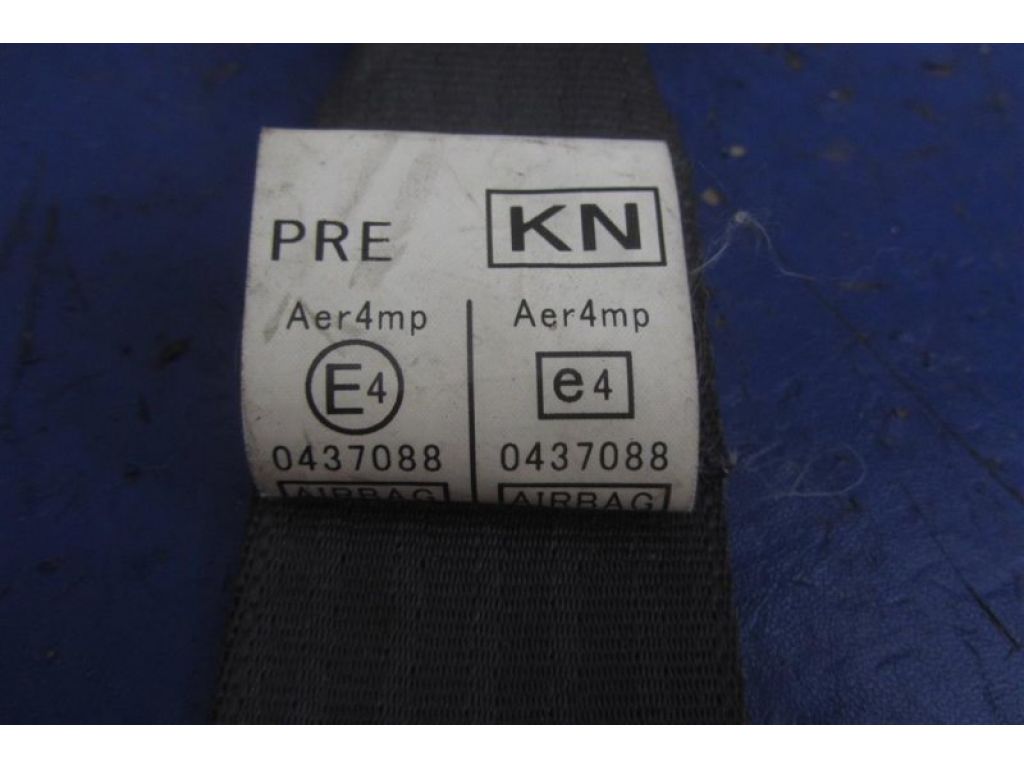 PRE KN
Aer4mp Aer4mp
E4 e4
0437088 0437088
AIRBAG AIRBAG